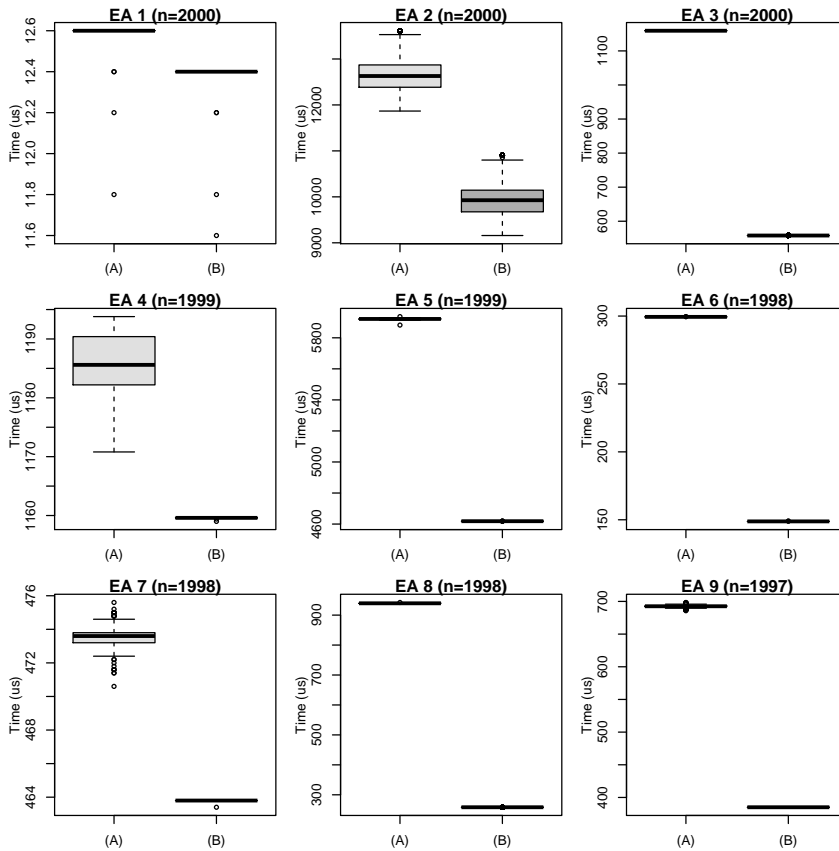 EA 1 (n=2000)
Time (us)
12.6
12.4
12.2
12.0
11.8
11.6
(A)
(B)
EA 2 (n=2000)
Time (us)
12000
10000
9000
(A)
(B)
EA 3 (n=2000)
Time (us)
1100
900
800
700
600
(A)
(B)
EA 4 (n=1999)
Time (us)
1190
1180
1170
1160
(A)
(B)
EA 5 (n=1999)
Time (us)
5800
5400
5000
4600
(A)
(B)
EA 6 (n=1998)
Time (us)
300
250
200
150
(A)
(B)
EA 7 (n=1998)
Time (us)
476
472
468
464
(A)
(B)
EA 8 (n=1998)
Time (us)
900
700
500
300
(A)
(B)
EA 9 (n=1997)
Time (us)
700
600
500
400
(A)
(B)